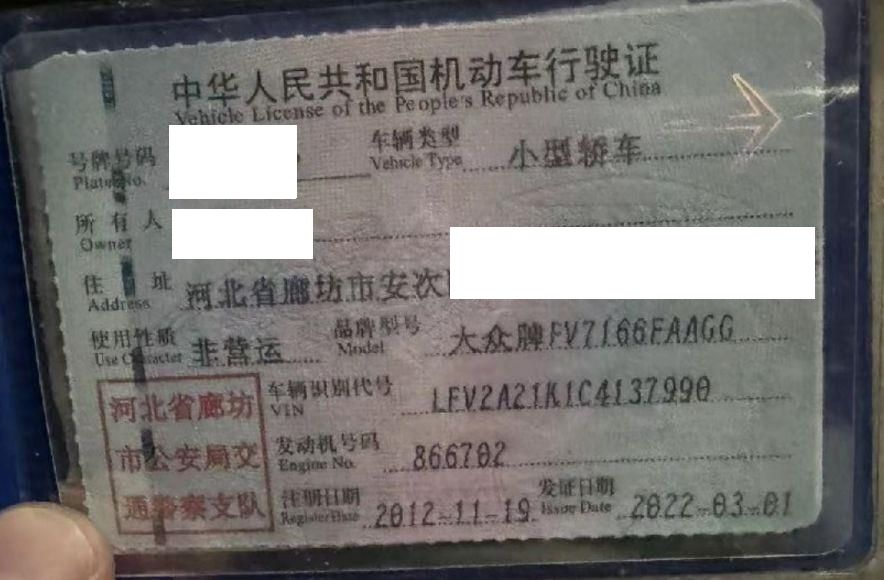 中华人民共和国机动车行驶证
Vehicle License of the People's Republic of China
号牌号码 车辆类型 小型轿车
Plate No. Vehicle Type
所有人
Owner
住址 河北省廊坊市安次
Address
使用性质 非营运 品牌型号 大众牌FV7166FAAGG
Use Character Model
河北省廊坊 车辆识别代号 LFV2A21K1C4137990
VIN
市公安局交 发动机号码 866702
Engine No.
通警察支队 注册日期 2012-11-19 发证日期 2022-03-01
Register Date Issue Date